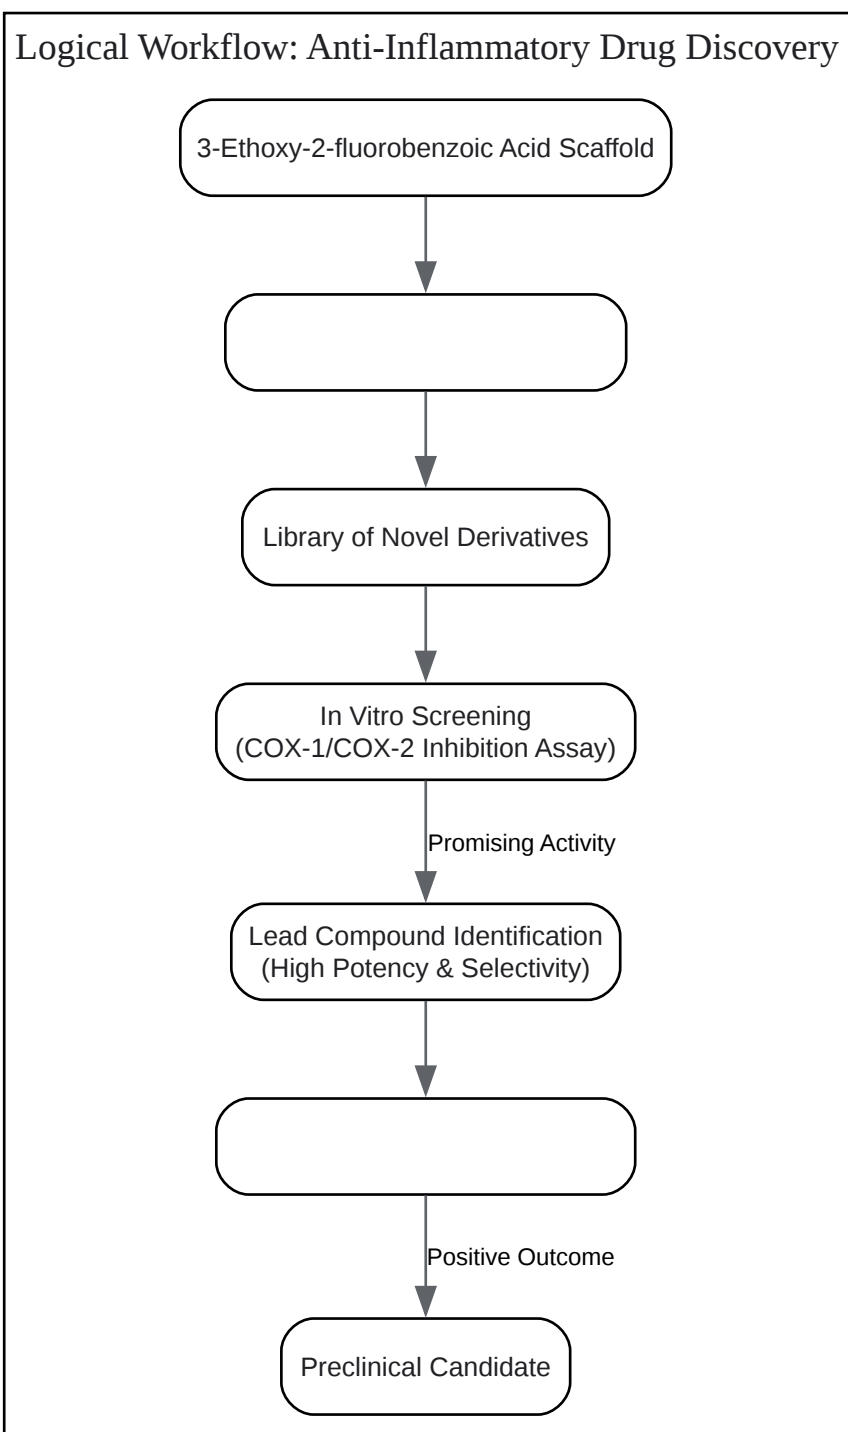 Logical Workflow: Anti-Inflammatory Drug Discovery
3-Ethoxy-2-fluorobenzoic Acid Scaffold
Library of Novel Derivatives
In Vitro Screening
(COX-1/COX-2 Inhibition Assay)
Promising Activity
Lead Compound Identification
(High Potency & Selectivity)
Positive Outcome
Preclinical Candidate